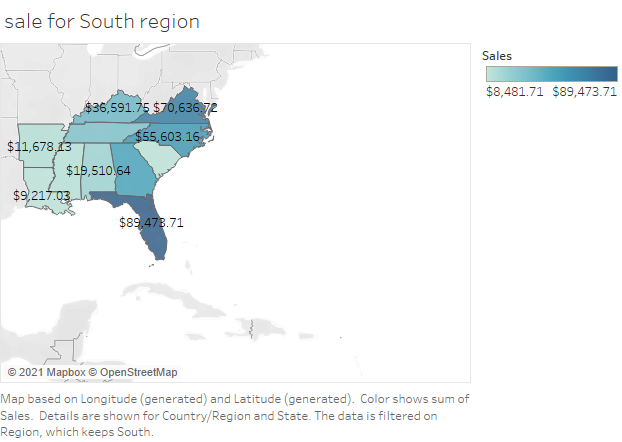 sale for South region
Sales
$8,481.71 $89,473.71
$36,591.75 $70,636.72
$55,603.16
$11,678.13
$19,510.64
$9,217.03
$89,473.71
© 2021 Mapbox © OpenStreetMap
Map based on Longitude (generated) and Latitude (generated). Color shows sum of
Sales. Details are shown for Country/Region and State. The data is filtered on
Region, which keeps South.